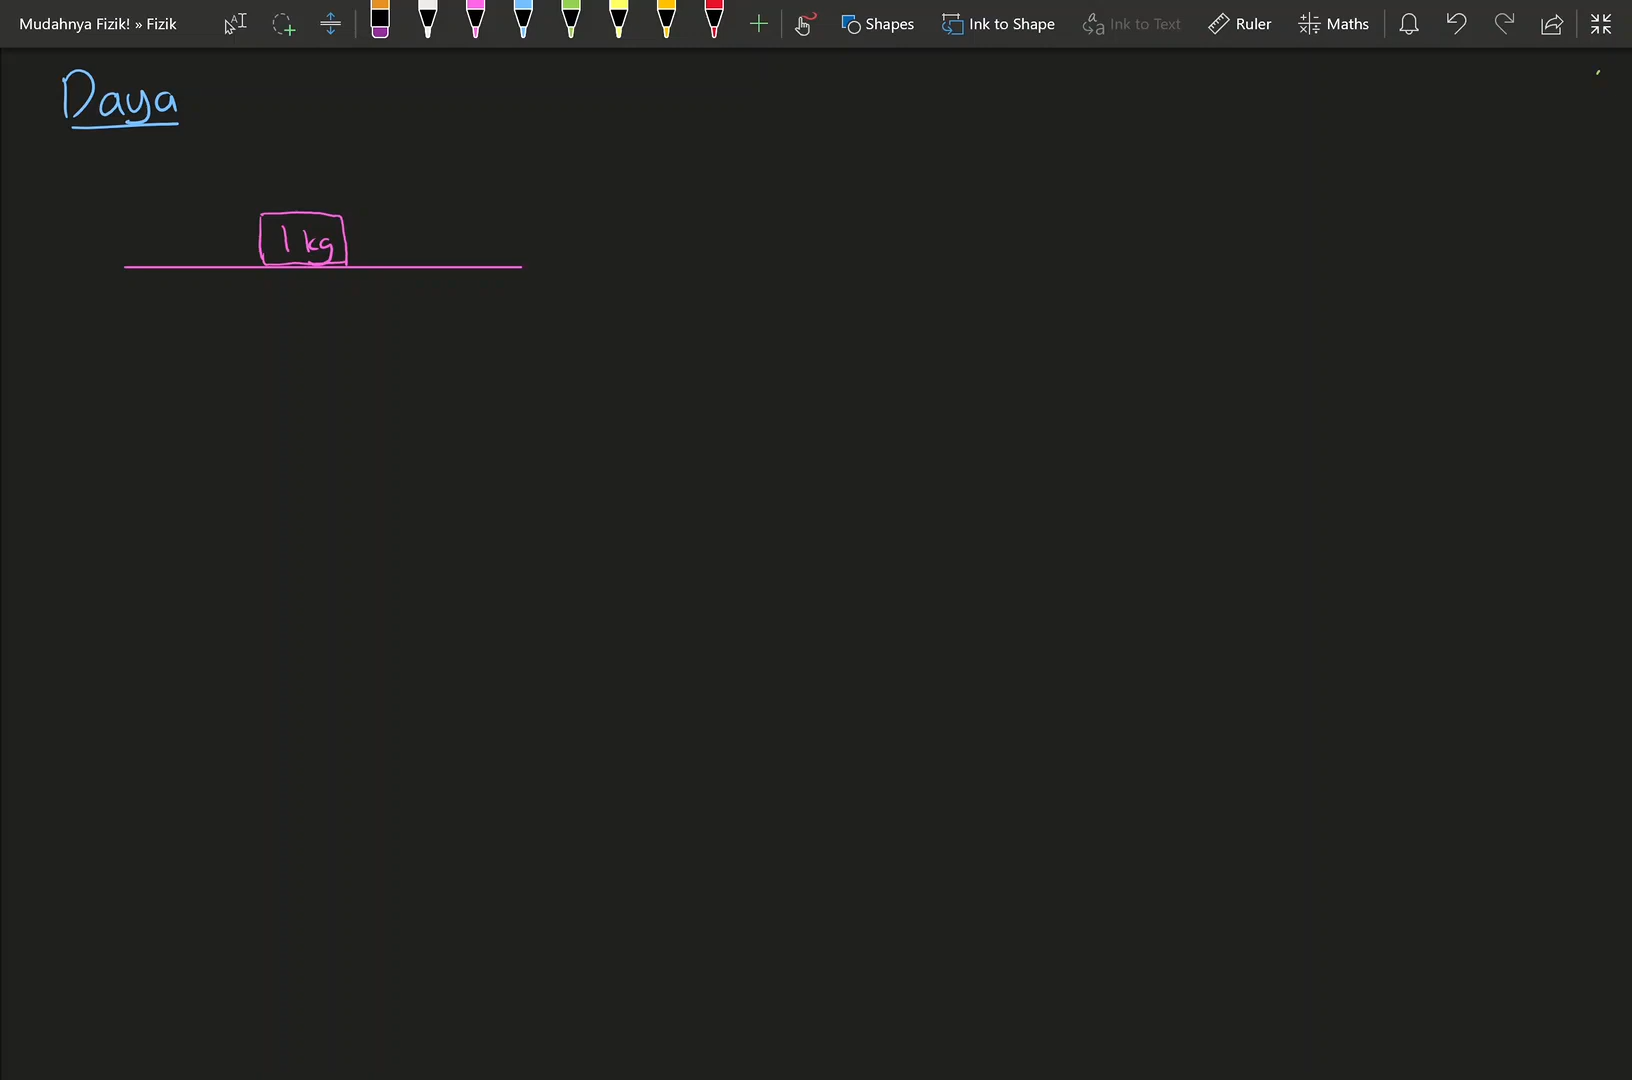 Mudahnya Fizik! » Fizik Shapes Ink to Shape Ink to Text Ruler Maths
Daya
1 kg